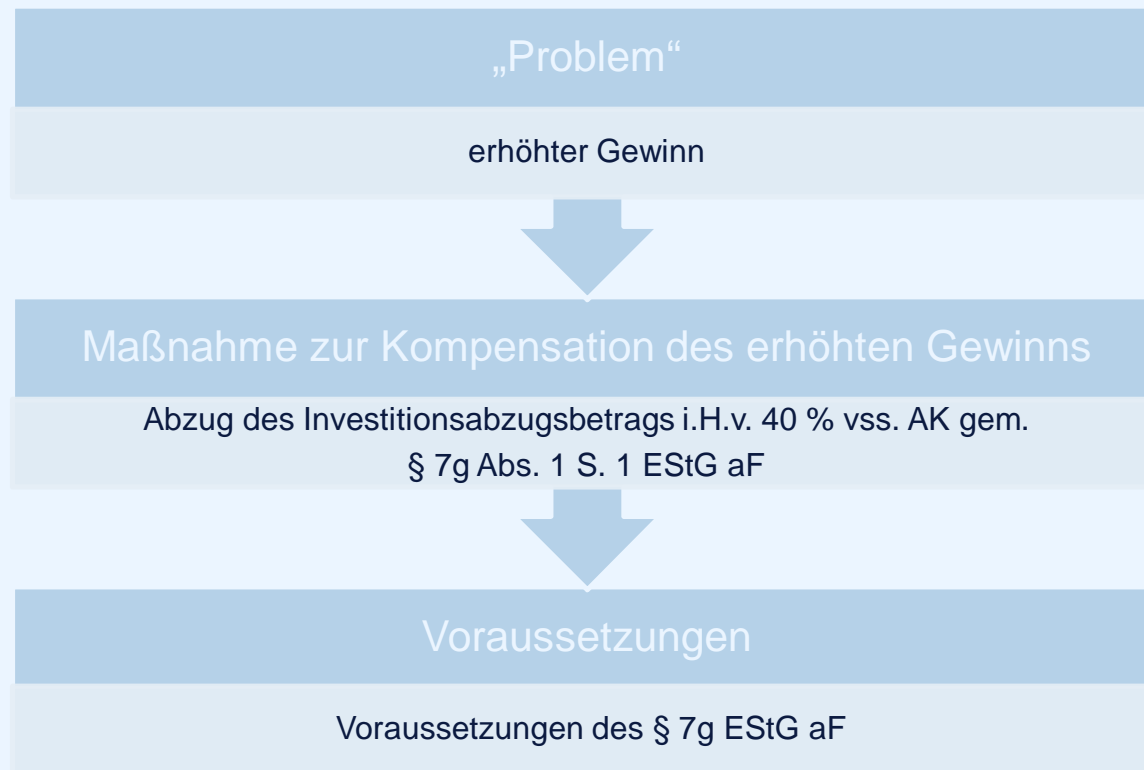 „Problem“
erhöhter Gewinn
Maßnahme zur Kompensation des erhöhten Gewinns
Abzug des Investitionsabzugsbetrags i.H.v. 40 % vss. AK gem.
§ 7g Abs. 1 S. 1 EStG aF
Voraussetzungen
Voraussetzungen des § 7g EStG aF